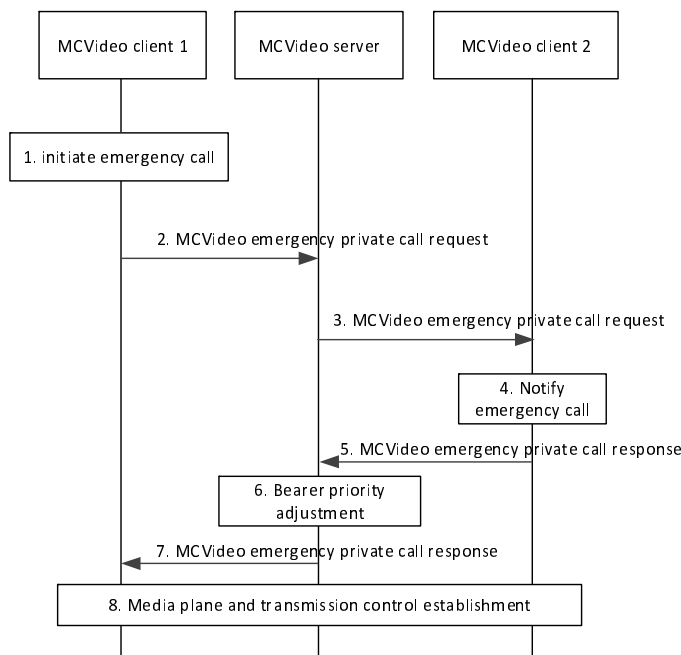 MCVideo client 1
MCVideo server
MCVideo client 2
1. initiate emergency call
2. MCVideo emergency private call request
3. MCVideo emergency private call request
4. Notify
emergency call
5. MCVideo emergency private call response
6. Bearer priority
adjustment
7. MCVideo emergency private call response
8. Media plane and transmission control establishment